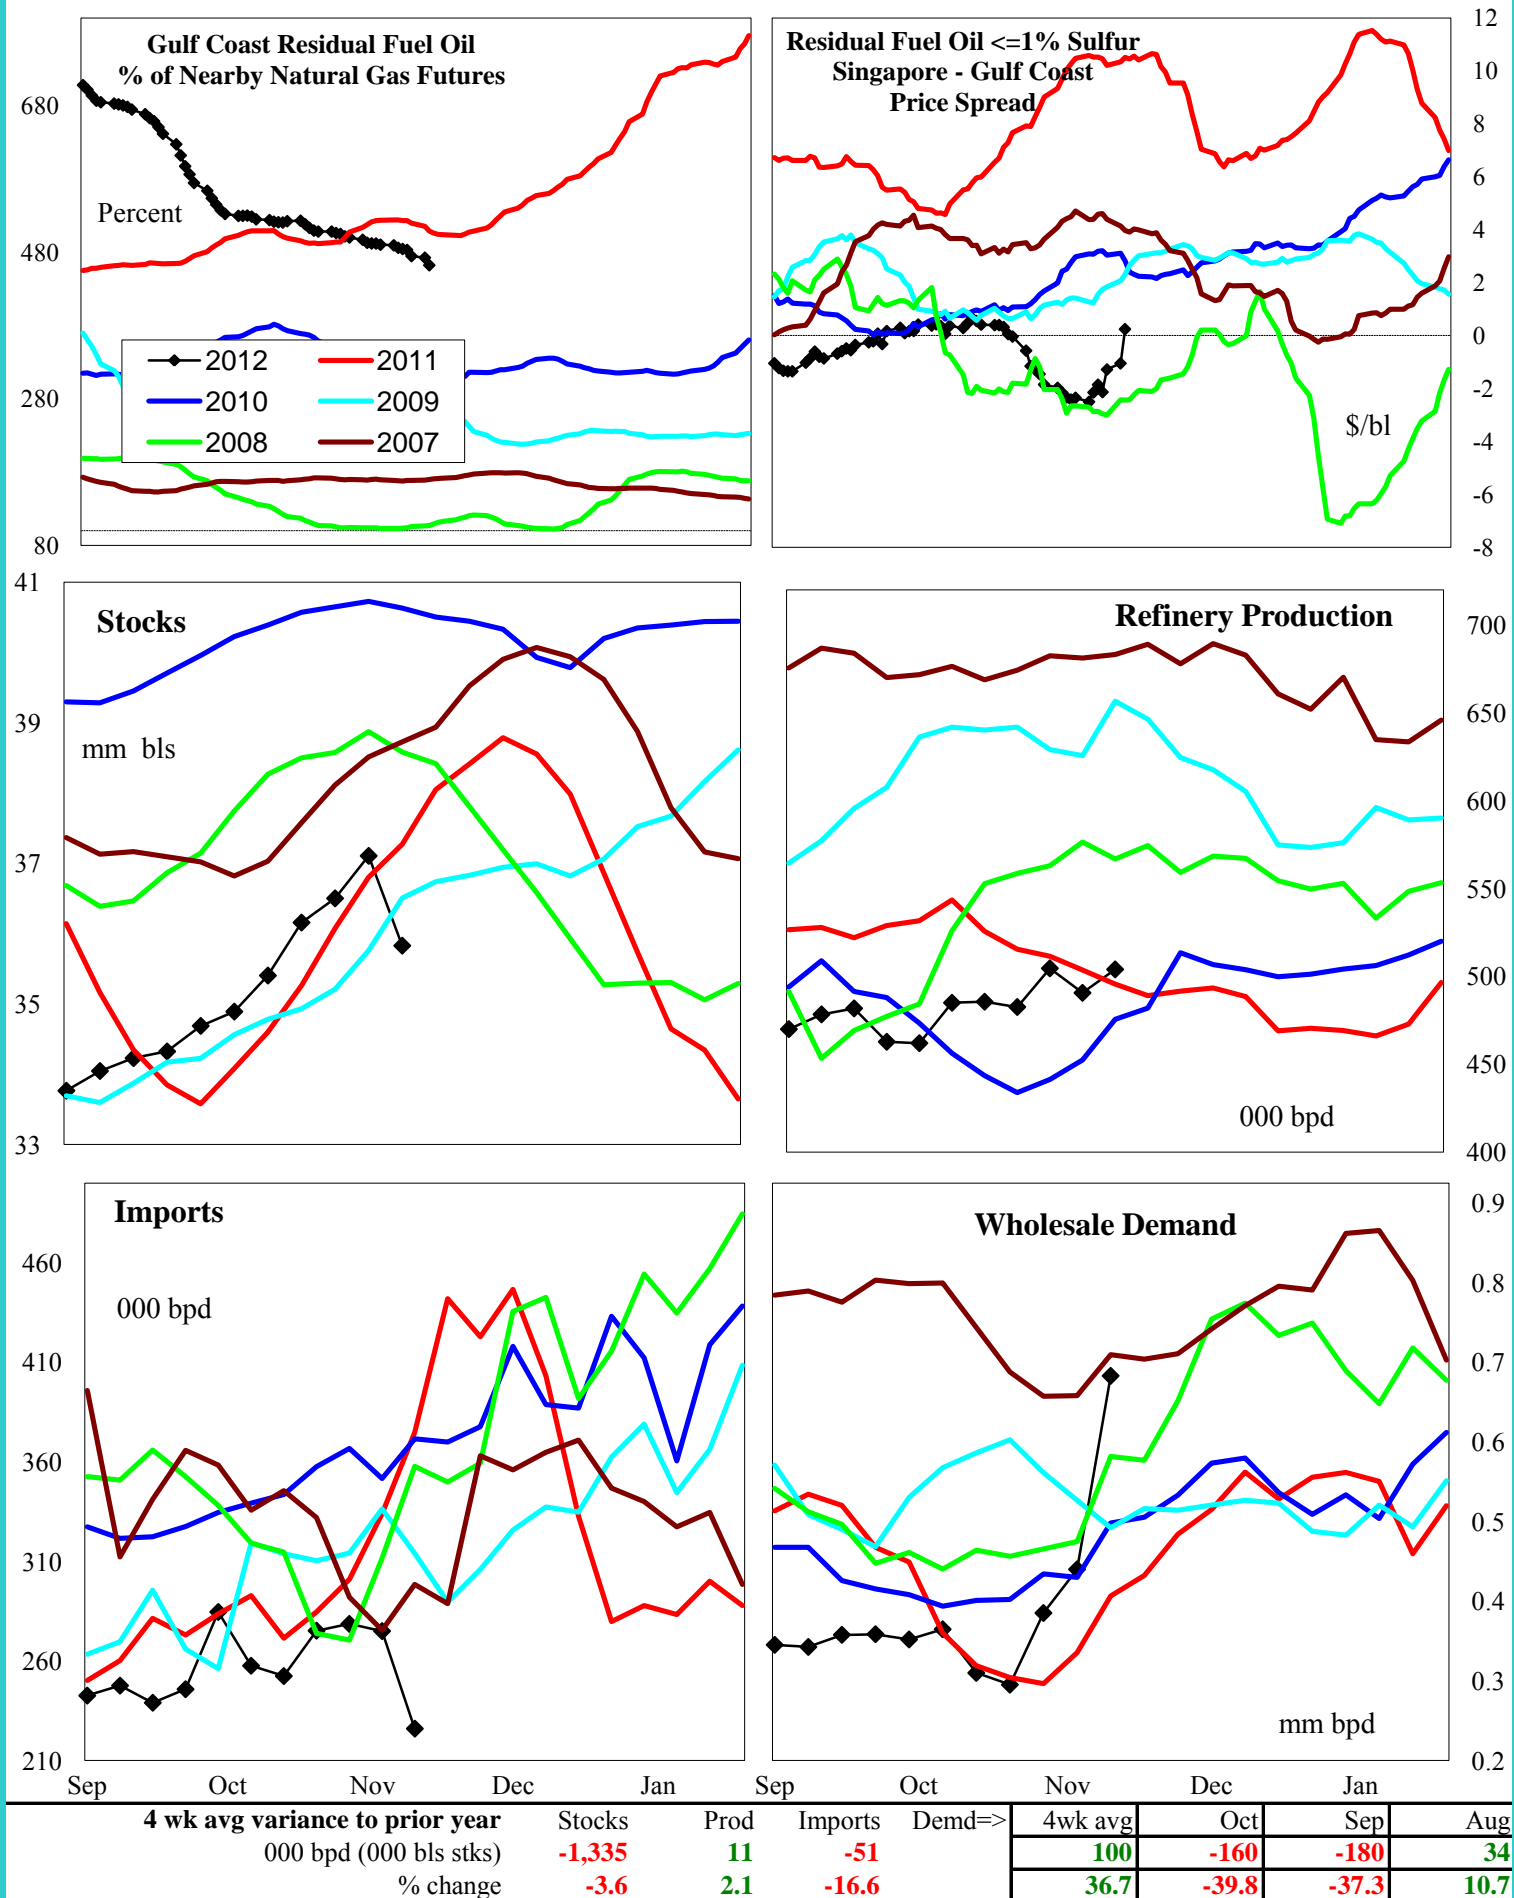 Gulf Coast Residual Fuel Oil
% of Nearby Natural Gas Futures
Percent
680
480
280
80
2012 2011
2010 2009
2008 2007
Residual Fuel Oil <=1% Sulfur
Singapore - Gulf Coast
Price Spread
$/bl
12
10
8
6
4
2
0
-2
-4
-6
-8
Stocks
mm bls
41
39
37
35
33
Refinery Production
000 bpd
700
650
600
550
500
450
400
Imports
000 bpd
460
410
360
310
260
210
Sep Oct Nov Dec Jan
Wholesale Demand
mm bpd
0.9
0.8
0.7
0.6
0.5
0.4
0.3
0.2
Sep Oct Nov Dec Jan
4 wk avg variance to prior year Stocks Prod Imports Demd=> 4wk avg Oct Sep Aug
000 bpd (000 bls stks) -1,335 11 -51 100 -160 -180 34
% change -3.6 2.1 -16.6 36.7 -39.8 -37.3 10.7